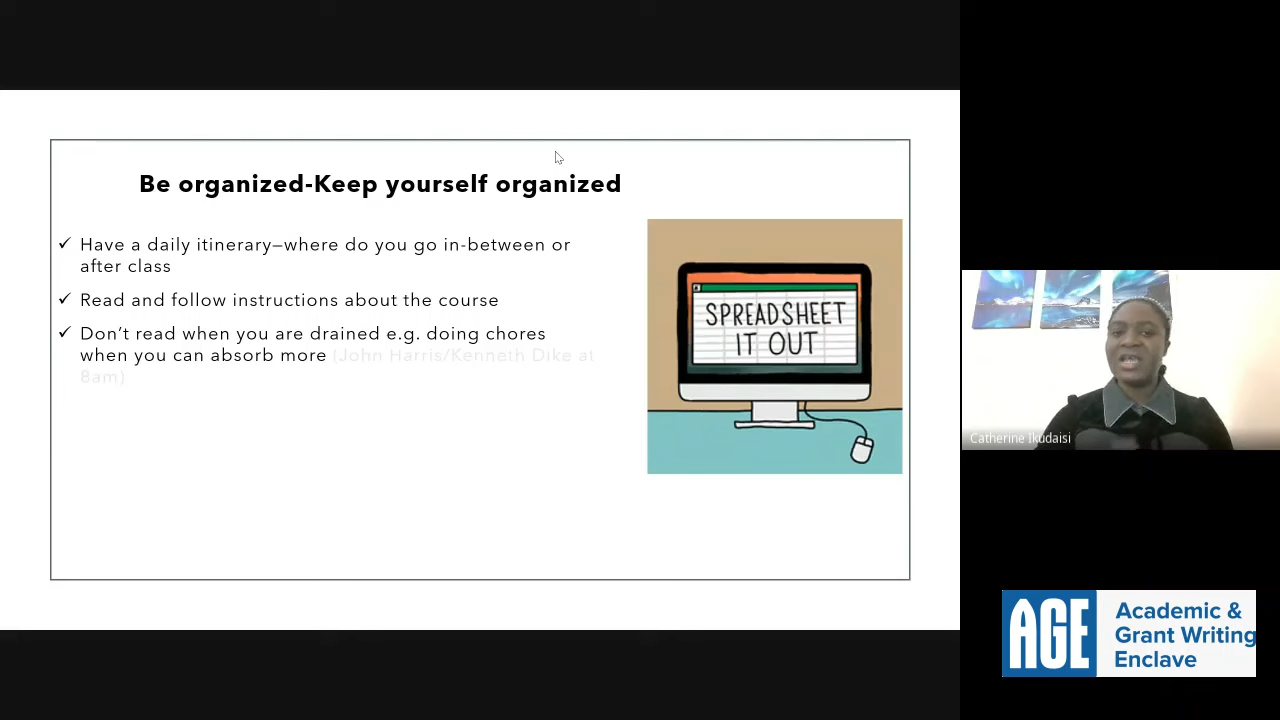 Be organized-Keep yourself organized
✓ Have a daily itinerary—where do you go in-between or
after class
✓ Read and follow instructions about the course
✓ Don’t read when you are drained e.g. doing chores
when you can absorb more (John Harris/Kenneth Dike at
8am)
SPREADSHEET
IT OUT
Catherine Ikudaisi
AGE
Academic &
Grant Writing
Enclave